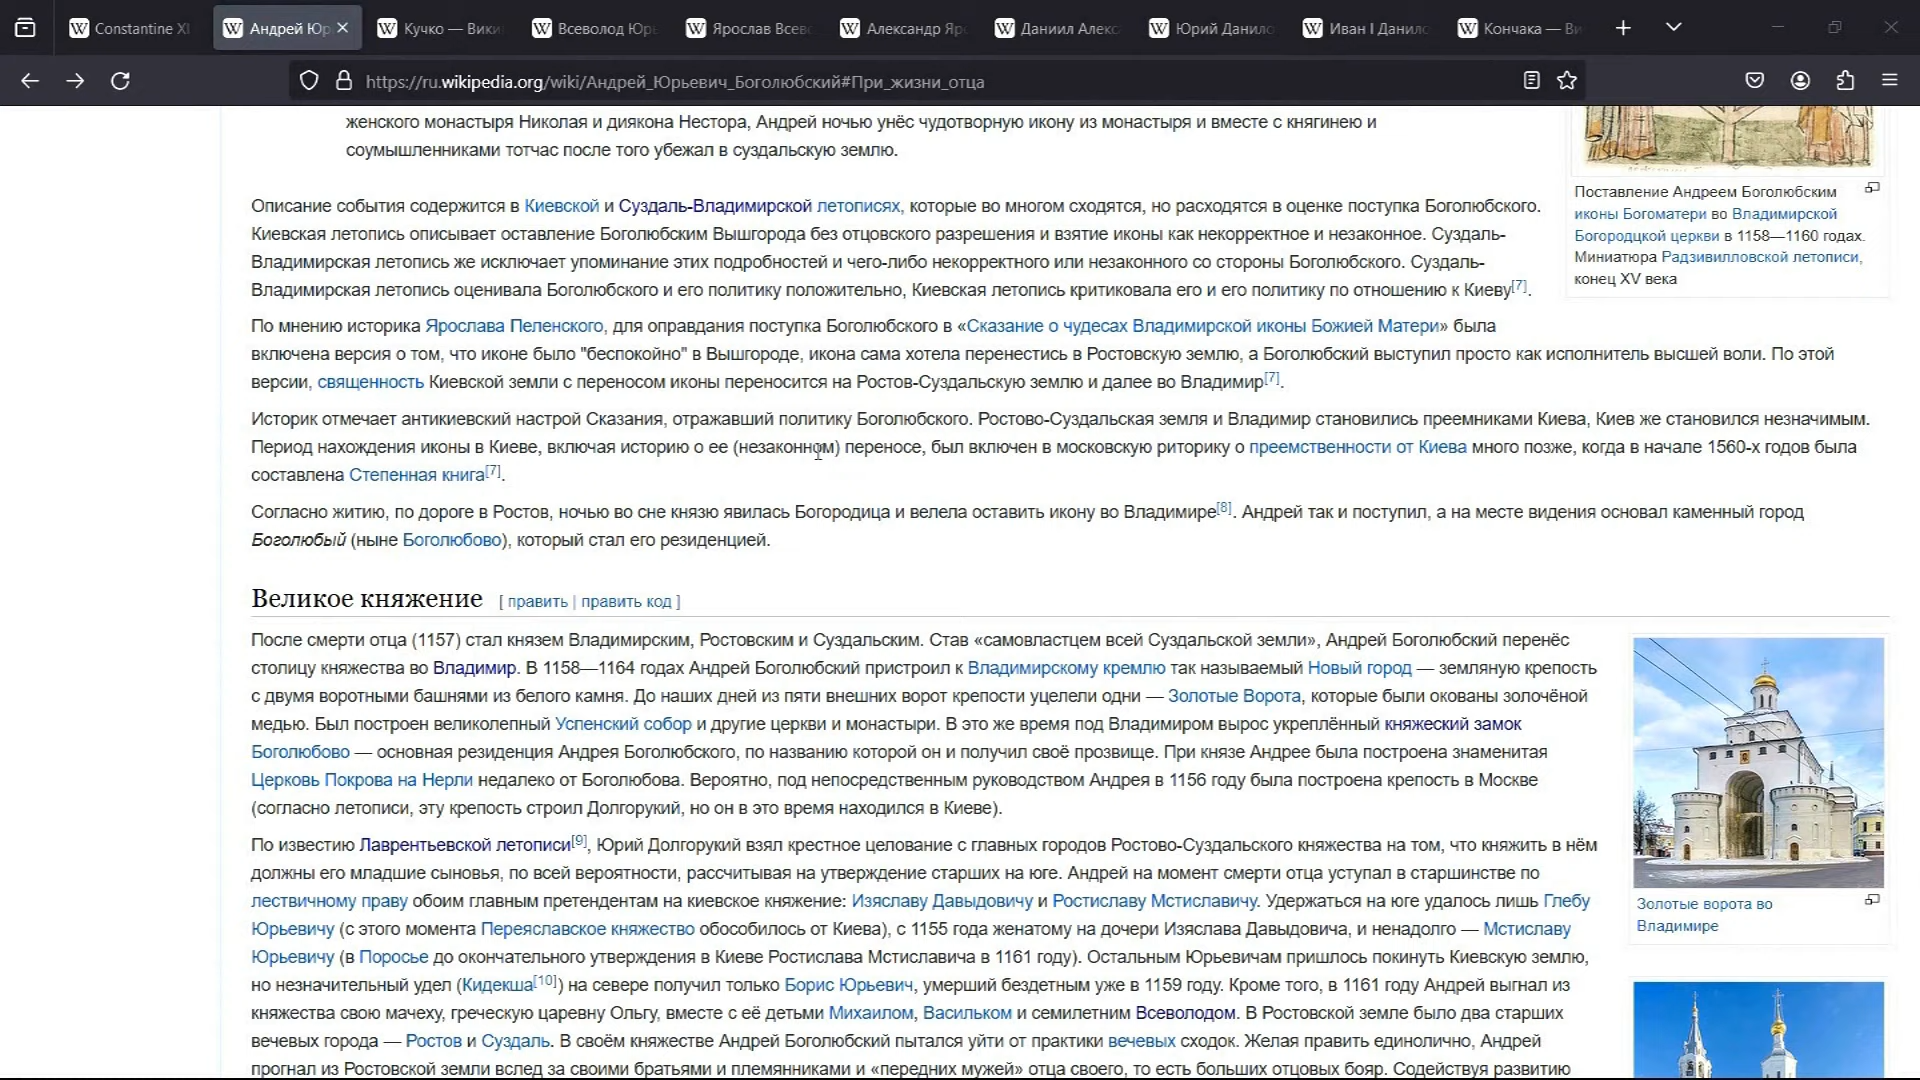 Constantine XI
Андрей Юр
Кучко — Вики
Всеволод Юрь
Ярослав Всев
Александр Яр
Даниил Алекс
Юрий Данило
Иван I Данило
Кончака — Ви
https://ru.wikipedia.org/wiki/Андрей_Юрьевич_Боголюбский#При_жизни_отца
женского монастыря Николая и диякона Нестора, Андрей ночью унёс чудотворную икону из монастыря и вместе с княгинею и
соумышленниками тотчас после того убежал в суздальскую землю.
Описание события содержится в Киевской и Суздаль-Владимирской летописях, которые во многом сходятся, но расходятся в оценке поступка Боголюбского.
Киевская летопись описывает оставление Боголюбским Вышгорода без отцовского разрешения и взятие иконы как некорректное и незаконное. Суздаль-
Владимирская летопись же исключает упоминание этих подробностей и чего-либо некорректного или незаконного со стороны Боголюбского. Суздаль-
Владимирская летопись оценивала Боголюбского и его политику положительно, Киевская летопись критиковала его и его политику по отношению к Киеву[7].
По мнению историка Ярослава Пеленского, для оправдания поступка Боголюбского в «Сказание о чудесах Владимирской иконы Божией Матери» была
включена версия о том, что иконе было "беспокойно" в Вышгороде, икона сама хотела перенестись в Ростовскую землю, а Боголюбский выступил просто как исполнитель высшей воли. По этой
версии, священность Киевской земли с переносом иконы переносится на Ростов-Суздальскую землю и далее во Владимир[7].
Историк отмечает антикиевский настрой Сказания, отражавший политику Боголюбского. Ростово-Суздальская земля и Владимир становились преемниками Киева, Киев же становился незначимым.
Период нахождения иконы в Киеве, включая историю о ее (незаконном) переносе, был включен в московскую риторику о преемственности от Киева много позже, когда в начале 1560-х годов была
составлена Степенная книга[7].
Согласно житию, по дороге в Ростов, ночью во сне князю явилась Богородица и велела оставить икону во Владимире[8]. Андрей так и поступил, а на месте видения основал каменный город
Боголюбый (ныне Боголюбово), который стал его резиденцией.
Поставление Андреем Боголюбским
иконы Богоматери во Владимирской
Богородцкой церкви в 1158—1160 годах.
Миниатюра Радзивилловской летописи,
конец XV века
Великое княжение [ править | править код ]
После смерти отца (1157) стал князем Владимирским, Ростовским и Суздальским. Став «самовластцем всей Суздальской земли», Андрей Боголюбский перенёс
столицу княжества во Владимир. В 1158—1164 годах Андрей Боголюбский пристроил к Владимирскому кремлю так называемый Новый город — земляную крепость
с двумя воротными башнями из белого камня. До наших дней из пяти внешних ворот крепости уцелели одни — Золотые Ворота, которые были окованы золочёной
медью. Был построен великолепный Успенский собор и другие церкви и монастыри. В это же время под Владимиром вырос укреплённый княжеский замок
Боголюбово — основная резиденция Андрея Боголюбского, по названию которой он и получил своё прозвище. При князе Андрее была построена знаменитая
Церковь Покрова на Нерли недалеко от Боголюбова. Вероятно, под непосредственным руководством Андрея в 1156 году была построена крепость в Москве
(согласно летописи, эту крепость строил Долгорукий, но он в это время находился в Киеве).
По известию Лаврентьевской летописи[9], Юрий Долгорукий взял крестное целование с главных городов Ростово-Суздальского княжества на том, что княжить в нём
должны его младшие сыновья, по всей вероятности, рассчитывая на утверждение старших на юге. Андрей на момент смерти отца уступал в старшинстве по
лествичному праву обоим главным претендентам на киевское княжение: Изяславу Давыдовичу и Ростиславу Мстиславичу. Удержаться на юге удалось лишь Глебу
Юрьевичу (с этого момента Переяславское княжество обособилось от Киева), с 1155 года женатому на дочери Изяслава Давыдовича, и ненадолго — Мстиславу
Юрьевичу (в Поросье до окончательного утверждения в Киеве Ростислава Мстиславича в 1161 году). Остальным Юрьевичам пришлось покинуть Киевскую землю,
но незначительный удел (Кидекша[10]) на севере получил только Борис Юрьевич, умерший бездетным уже в 1159 году. Кроме того, в 1161 году Андрей выгнал из
княжества свою мачеху, греческую царевну Ольгу, вместе с её детьми Михаилом, Васильком и семилетним Всеволодом. В Ростовской земле было два старших
вечевых города — Ростов и Суздаль. В своём княжестве Андрей Боголюбский пытался уйти от практики вечевых сходок. Желая править единолично, Андрей
прогнал из Ростовской земли вслед за своими братьями и племянниками и «передних мужей» отца своего, то есть больших отцовых бояр. Содействуя развитию
Золотые ворота во
Владимире